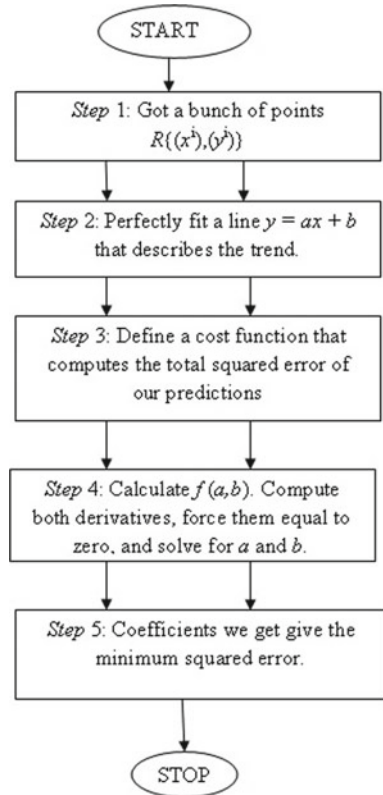 START
Step 1: Got a bunch of points
R{(xⁱ),(yⁱ)}
Step 2: Perfectly fit a line y = ax + b
that describes the trend.
Step 3: Define a cost function that
computes the total squared error of
our predictions
Step 4: Calculate f (a,b). Compute
both derivatives, force them equal to
zero, and solve for a and b.
Step 5: Coefficients we get give the
minimum squared error.
STOP